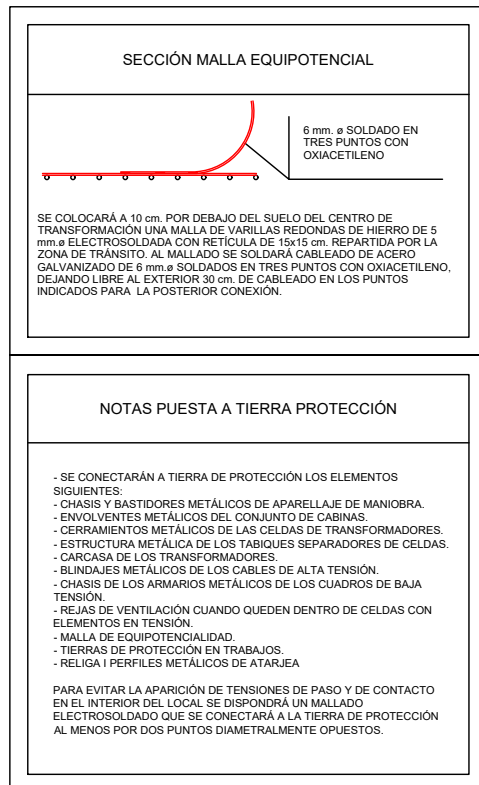 SECCIÓN MALLA EQUIPOTENCIAL
6 mm. ø SOLDADO EN
TRES PUNTOS CON
OXIACETILENO
SE COLOCARÁ A 10 cm. POR DEBAJO DEL SUELO DEL CENTRO DE
TRANSFORMACIÓN UNA MALLA DE VARILLAS REDONDAS DE HIERRO DE 5
mm.ø ELECTROSOLDADA CON RETÍCULA DE 15x15 cm. REPARTIDA POR LA
ZONA DE TRÁNSITO. AL MALLADO SE SOLDARÁ CABLEADO DE ACERO
GALVANIZADO DE 6 mm.ø SOLDADOS EN TRES PUNTOS CON OXIACETILENO,
DEJANDO LIBRE AL EXTERIOR 30 cm. DE CABLEADO EN LOS PUNTOS
INDICADOS PARA LA POSTERIOR CONEXIÓN.
NOTAS PUESTA A TIERRA PROTECCIÓN
- SE CONECTARÁN A TIERRA DE PROTECCIÓN LOS ELEMENTOS
SIGUIENTES:
- CHASIS Y BASTIDORES METÁLICOS DE APARELLAJE DE MANIOBRA.
- ENVOLVENTES METÁLICOS DEL CONJUNTO DE CABINAS.
- CERRAMIENTOS METÁLICOS DE LAS CELDAS DE TRANSFORMADORES.
- ESTRUCTURA METÁLICA DE LOS TABIQUES SEPARADORES DE CELDAS.
- CARCASA DE LOS TRANSFORMADORES.
- BLINDAJES METÁLICOS DE LOS CABLES DE ALTA TENSIÓN.
- CHASIS DE LOS ARMARIOS METÁLICOS DE LOS CUADROS DE BAJA
TENSIÓN.
- REJAS DE VENTILACIÓN CUANDO QUEDEN DENTRO DE CELDAS CON
ELEMENTOS EN TENSIÓN.
- MALLA DE EQUIPOTENCIALIDAD.
- TIERRAS DE PROTECCIÓN EN TRABAJOS.
- RELIGA I PERFILES METÁLICOS DE ATARJEA
PARA EVITAR LA APARICIÓN DE TENSIONES DE PASO Y DE CONTACTO
EN EL INTERIOR DEL LOCAL SE DISPONDRÁ UN MALLADO
ELECTROSOLDADO QUE SE CONECTARÁ A LA TIERRA DE PROTECCIÓN
AL MENOS POR DOS PUNTOS DIAMETRALMENTE OPUESTOS.